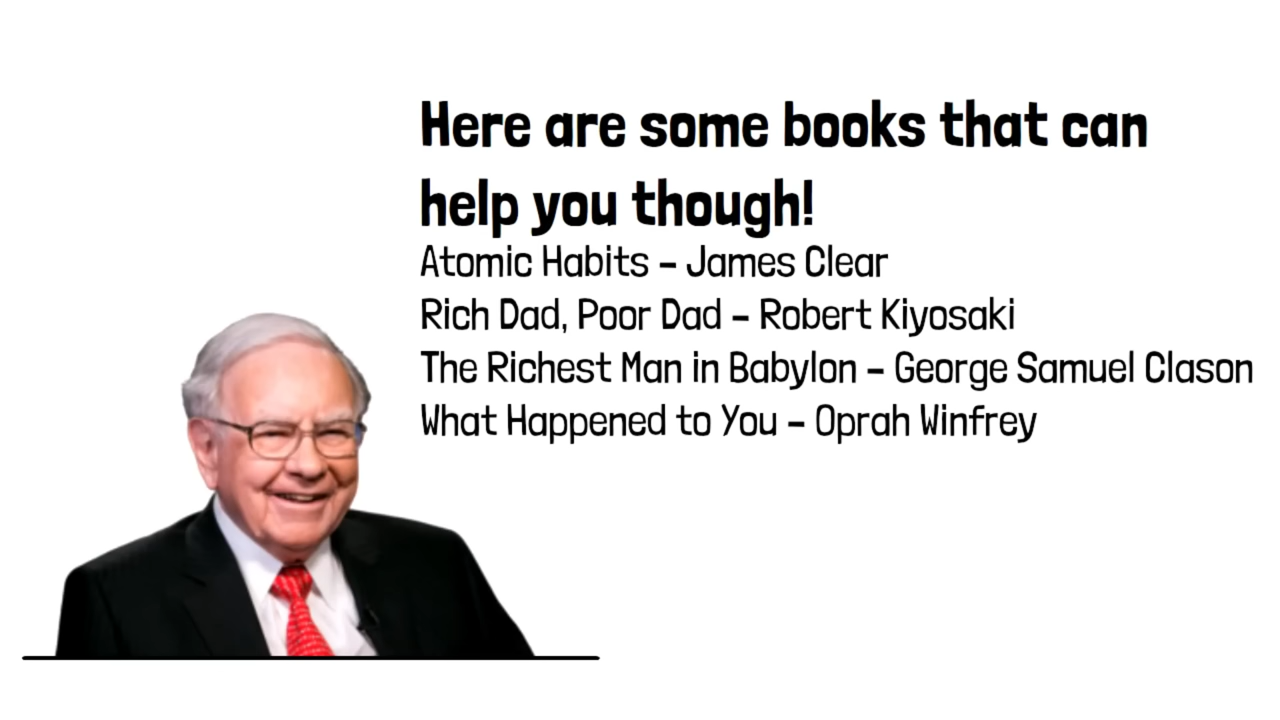 Here are some books that can
help you though!
Atomic Habits – James Clear
Rich Dad, Poor Dad – Robert Kiyosaki
The Richest Man in Babylon – George Samuel Clason
What Happened to You – Oprah Winfrey